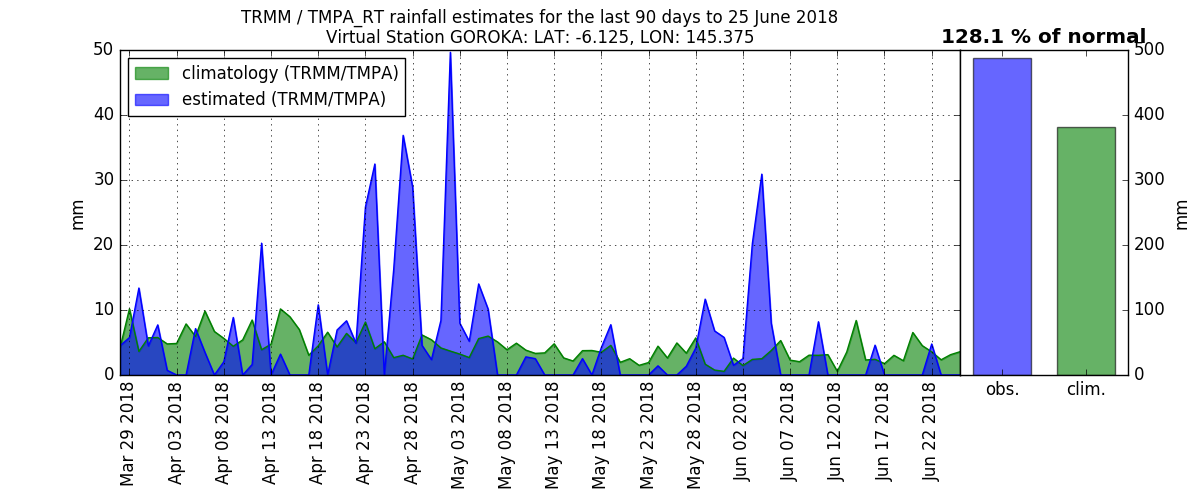 TRMM / TMPA_RT rainfall estimates for the last 90 days to 25 June 2018
Virtual Station GOROKA: LAT: -6.125, LON: 145.375
128.1 % of normal
climatology (TRMM/TMPA)
estimated (TRMM/TMPA)
50
40
30
20
10
0
mm
Mar 29 2018
Apr 03 2018
Apr 08 2018
Apr 13 2018
Apr 18 2018
Apr 23 2018
Apr 28 2018
May 03 2018
May 08 2018
May 13 2018
May 18 2018
May 23 2018
May 28 2018
Jun 02 2018
Jun 07 2018
Jun 12 2018
Jun 17 2018
Jun 22 2018
obs.
clim.
500
400
300
200
100
0
mm